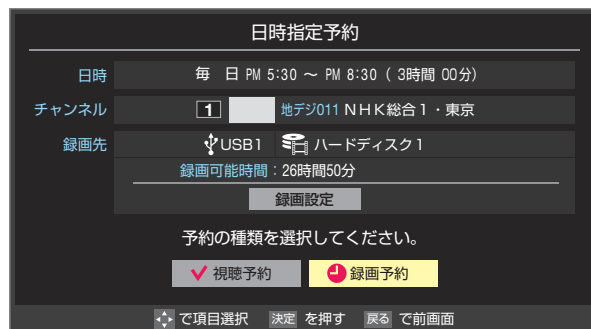 日時指定予約
日時 毎 日 PM 5:30 ～ PM 8:30 ( 3時間 00分)
チャンネル 1 地デジ011 ＮＨＫ総合１・東京
録画先 USB1 ハードディスク1
録画可能時間：26時間50分
録画設定
予約の種類を選択してください。
視聴予約 録画予約
で項目選択 決定 を押す 戻る で前画面